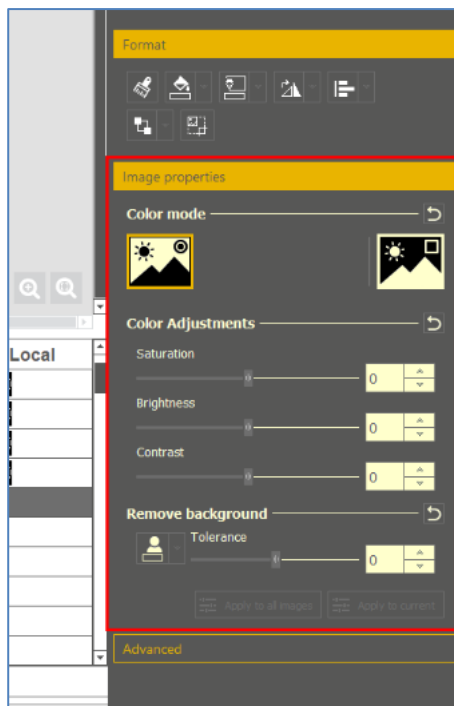 Format
Image properties
Color mode
Local
Color Adjustments
Saturation
0
Brightness
0
Contrast
0
Remove background
Tolerance
0
Apply to all images
Apply to current
Advanced